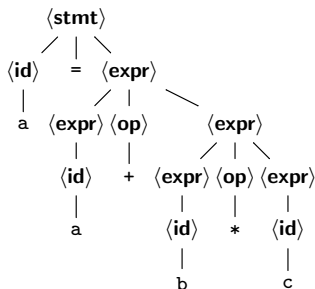 ⟨stmt⟩
⟨id⟩ = ⟨expr⟩
a ⟨expr⟩ ⟨op⟩ ⟨expr⟩
⟨id⟩ + ⟨expr⟩ ⟨op⟩ ⟨expr⟩
a ⟨id⟩ * ⟨id⟩
b c